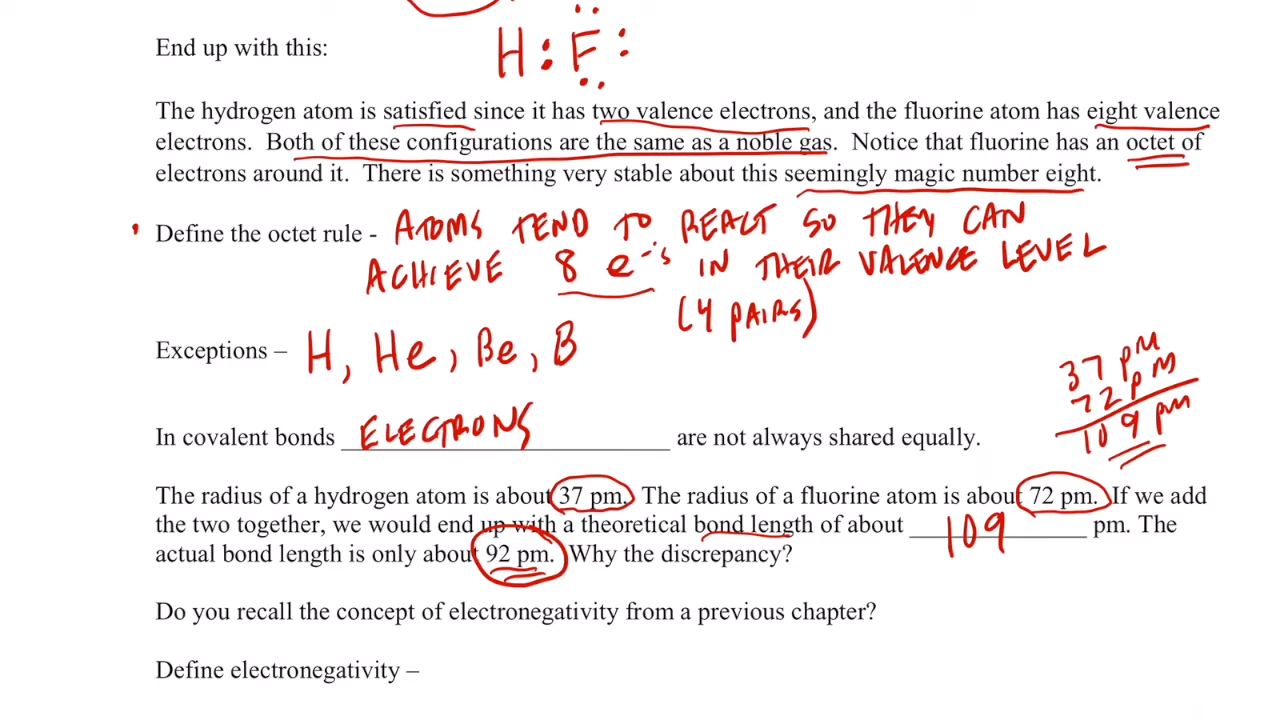 End up with this:
H : F :
The hydrogen atom is satisfied since it has two valence electrons, and the fluorine atom has eight valence
electrons. Both of these configurations are the same as a noble gas. Notice that fluorine has an octet of
electrons around it. There is something very stable about this seemingly magic number eight.
Define the octet rule - ATOMS TEND TO REACT SO THEY CAN
ACHIEVE 8 e-'s IN THEIR VALENCE LEVEL
(4 PAIRS)
Exceptions – H, He, Be, B
37 pm
72 pm
109 pm
In covalent bonds ELECTRONS are not always shared equally.
The radius of a hydrogen atom is about 37 pm. The radius of a fluorine atom is about 72 pm. If we add
the two together, we would end up with a theoretical bond length of about 109 pm. The
actual bond length is only about 92 pm. Why the discrepancy?
Do you recall the concept of electronegativity from a previous chapter?
Define electronegativity –